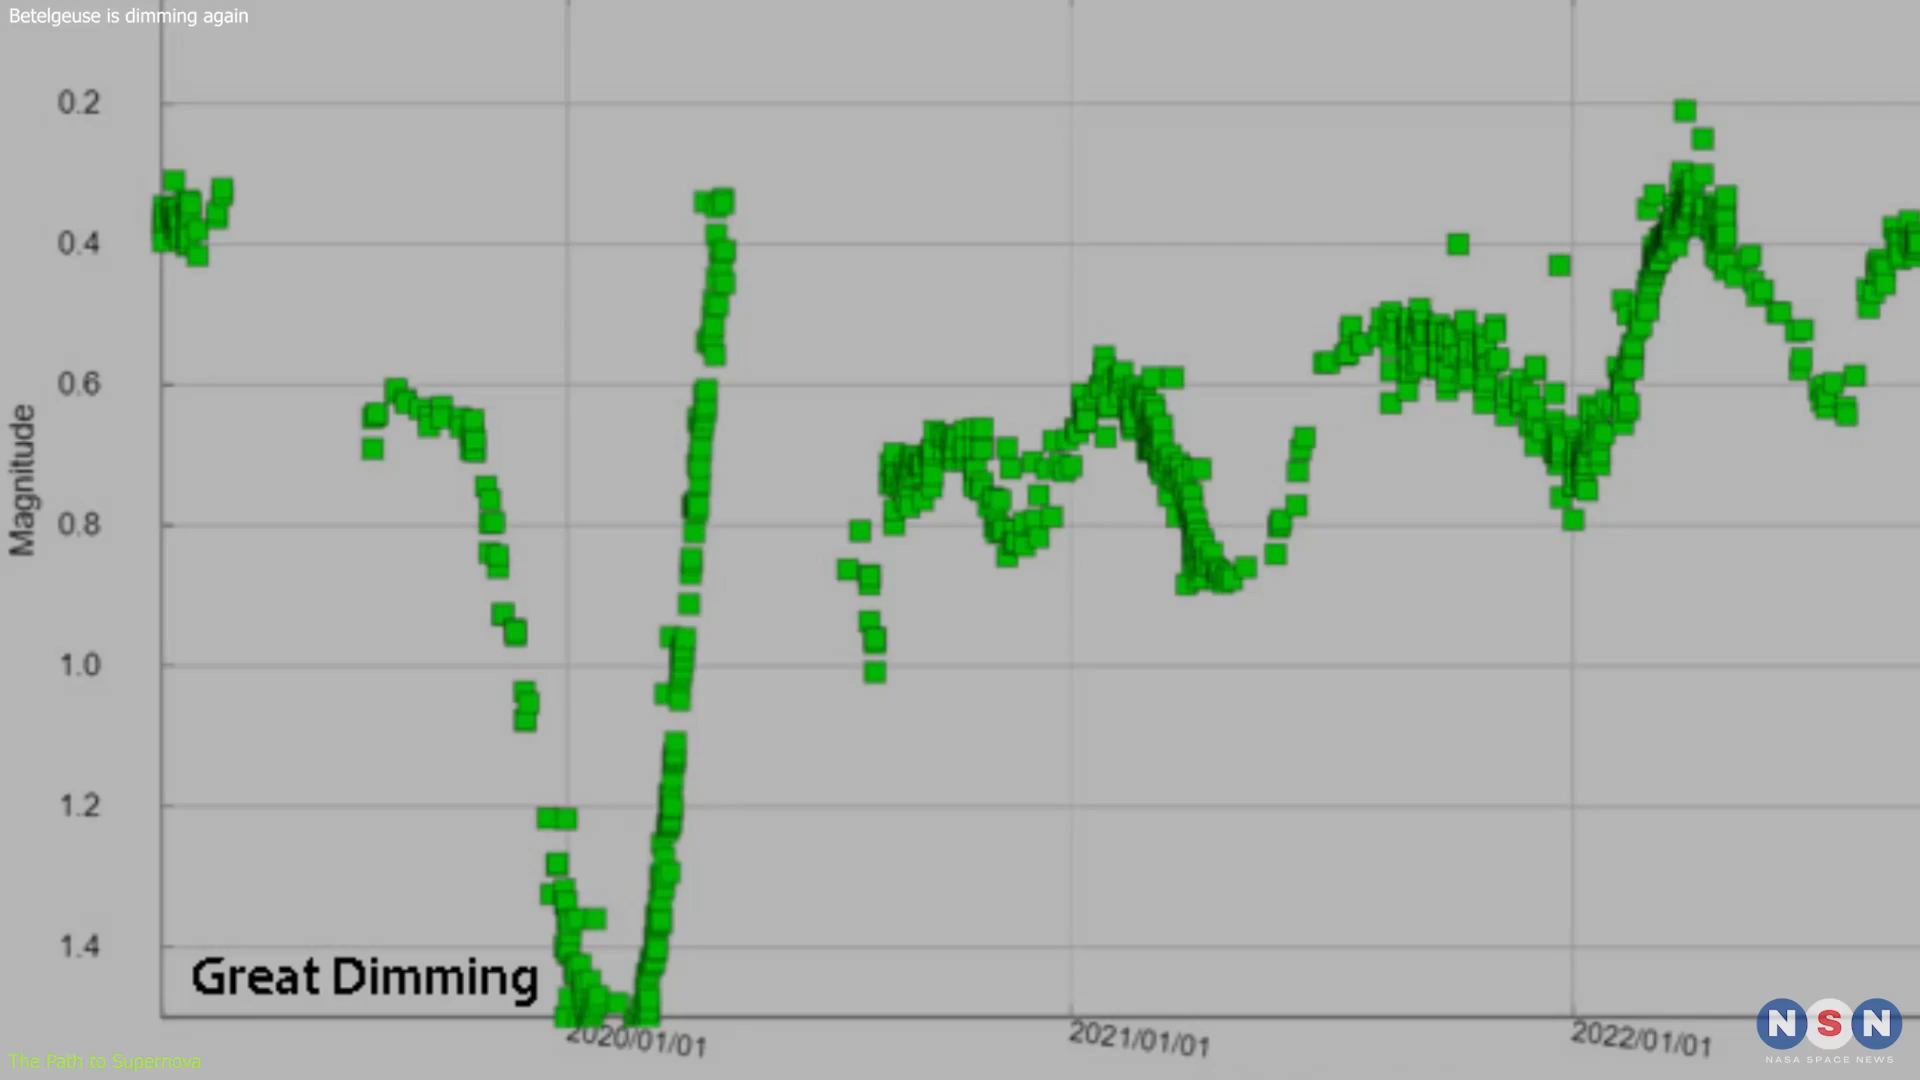 Betelgeuse is dimming again
0.2
0.4
0.6
0.8
1.0
1.2
1.4
Magnitude
Great Dimming
2020/01/01
2021/01/01
2022/01/01
The Path to Supernova
NSN
NASA SPACE NEWS